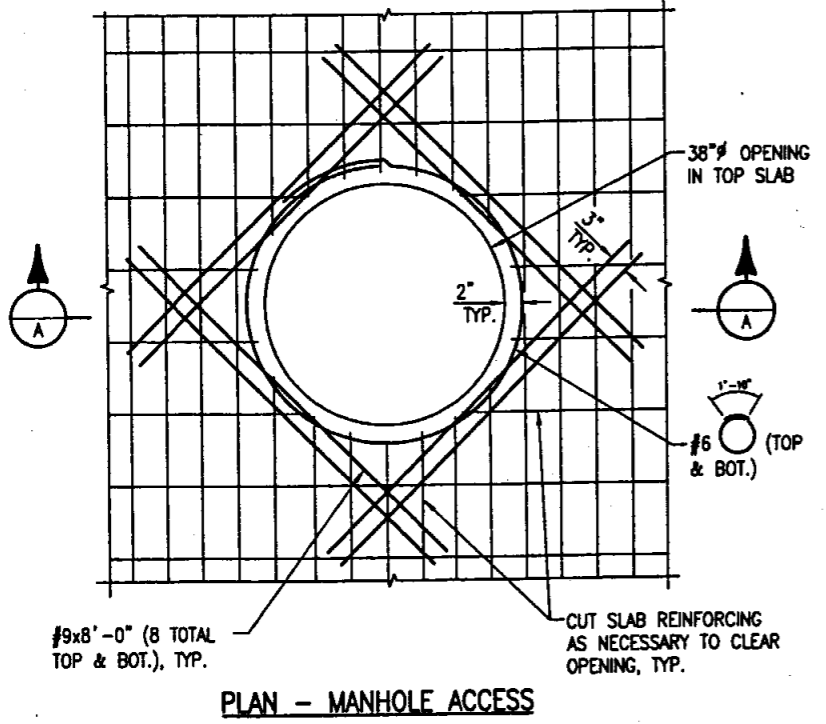 38"ø OPENING
IN TOP SLAB
3"
TYP.
2"
TYP.
A
A
1'-10"
#6 (TOP
& BOT.)
#9x8'-0" (8 TOTAL
TOP & BOT.), TYP.
CUT SLAB REINFORCING
AS NECESSARY TO CLEAR
OPENING, TYP.
PLAN - MANHOLE ACCESS